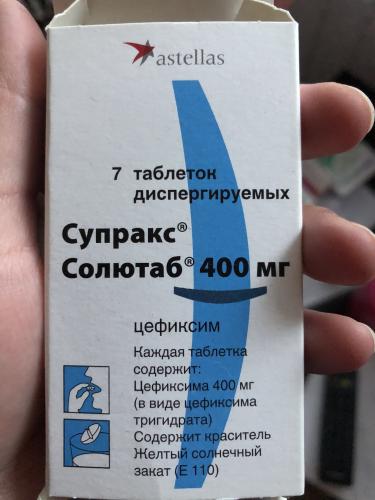 astellas
7 таблеток
диспергируемых
Супракс®
Солютаб® 400 мг
цефиксим
Каждая таблетка
содержит:
Цефиксима 400 мг
(в виде цефиксима
тригидрата)
Содержит краситель
Желтый солнечный
закат (Е 110)